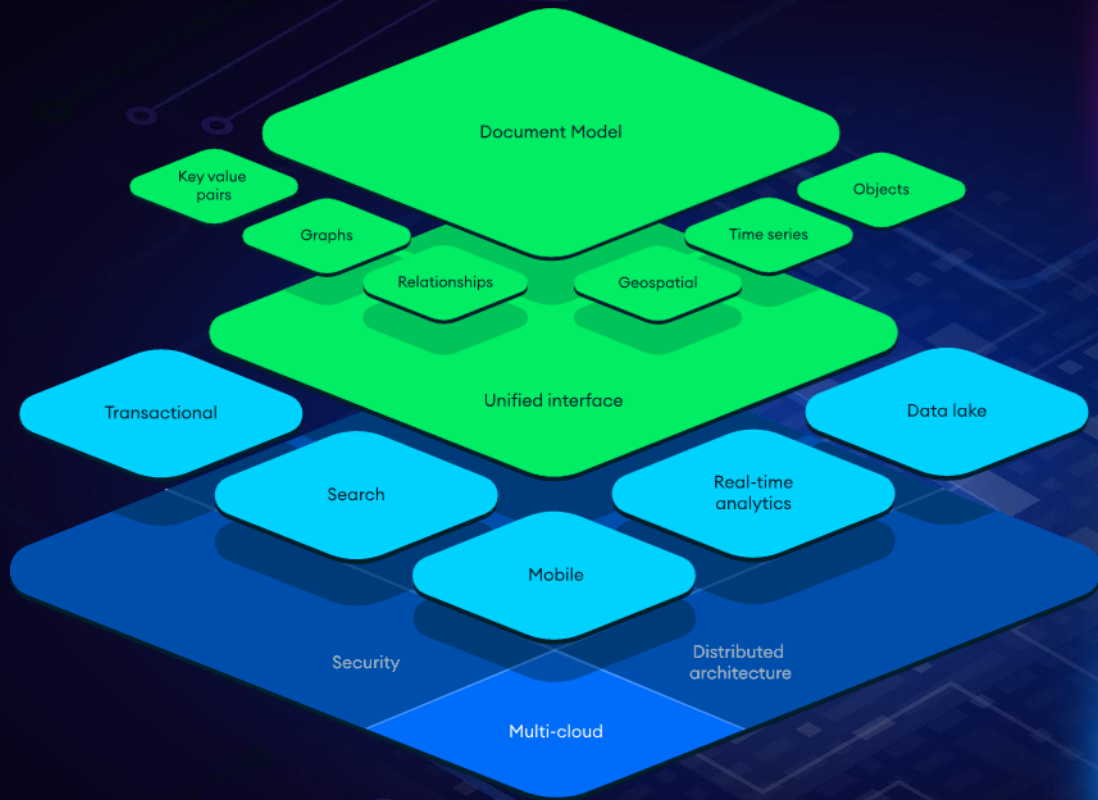 Document Model
Key value
pairs
Objects
Graphs
Time series
Relationships
Geospatial
Unified interface
Transactional
Data lake
Search
Real-time
analytics
Mobile
Security
Distributed
architecture
Multi-cloud